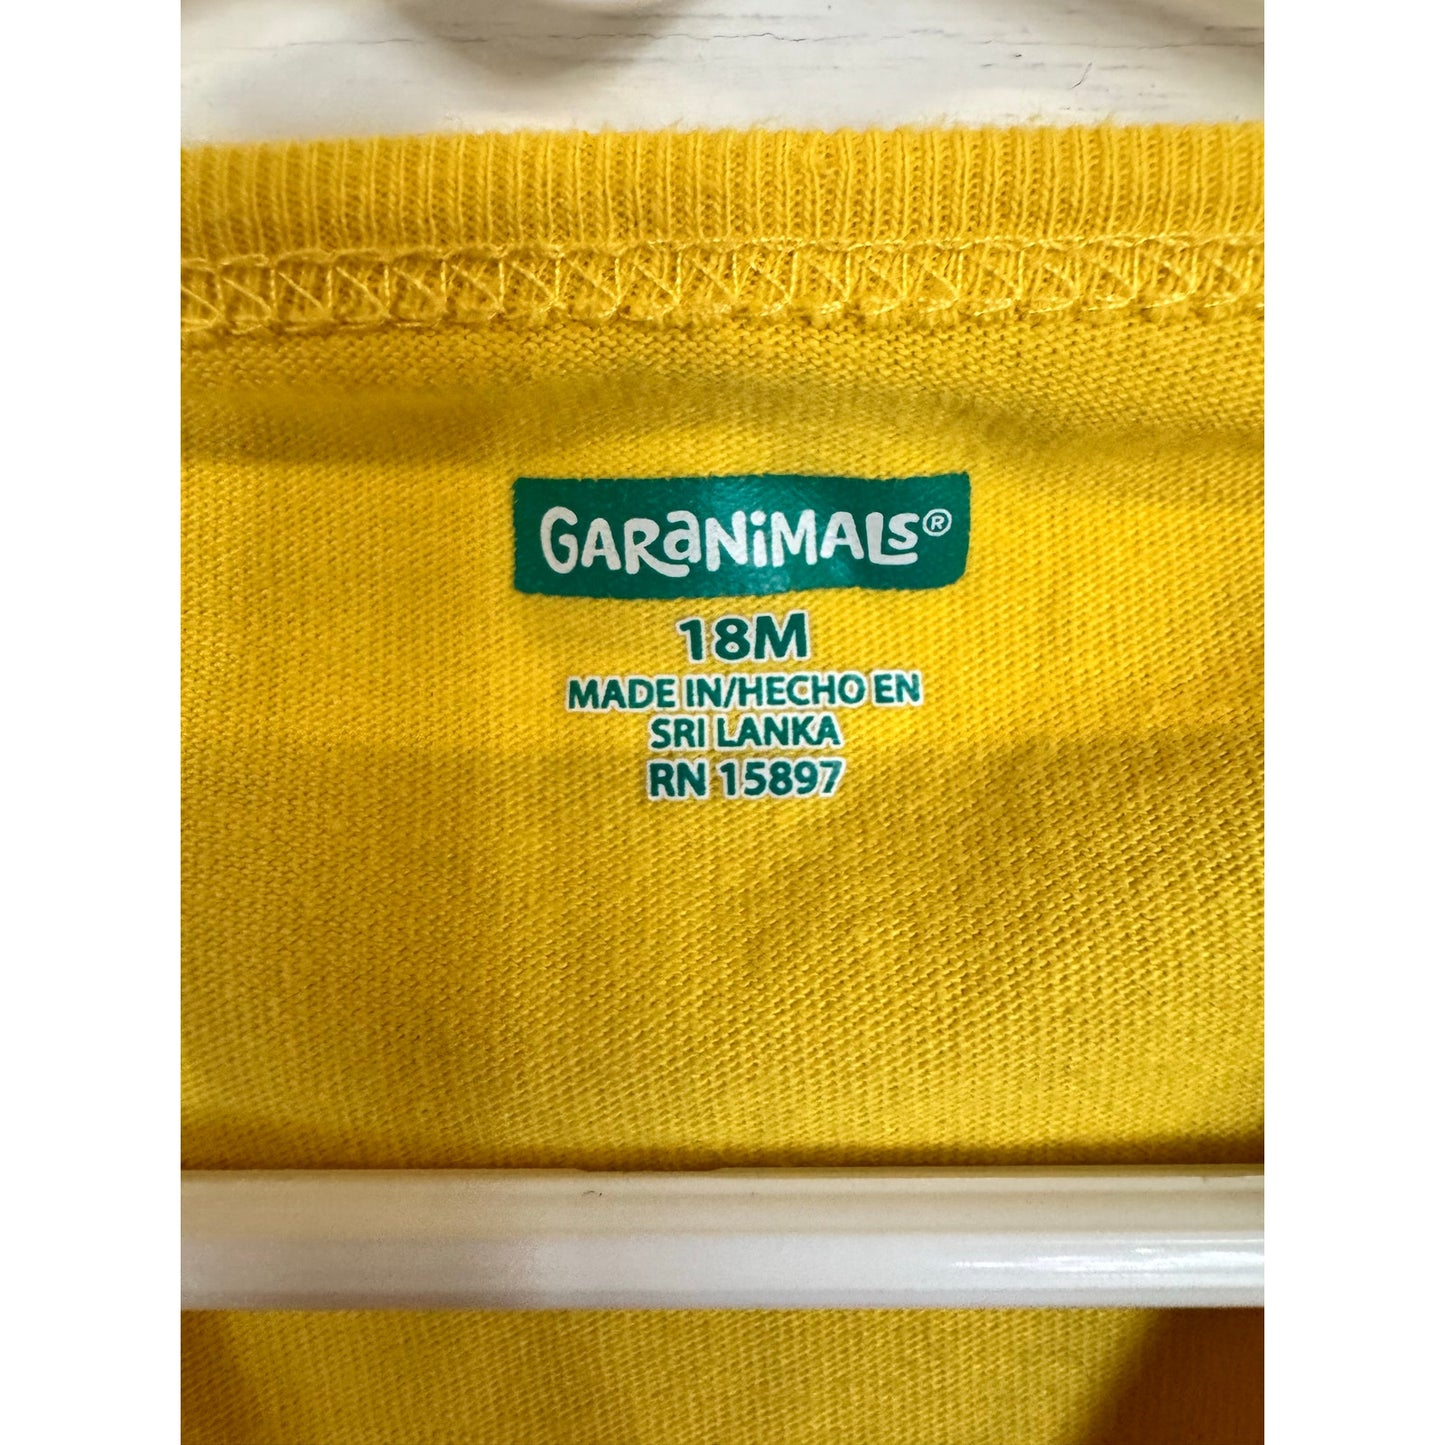 GARaNiMALS®
18M
MADE IN/HECHO EN
SRI LANKA
RN 15897